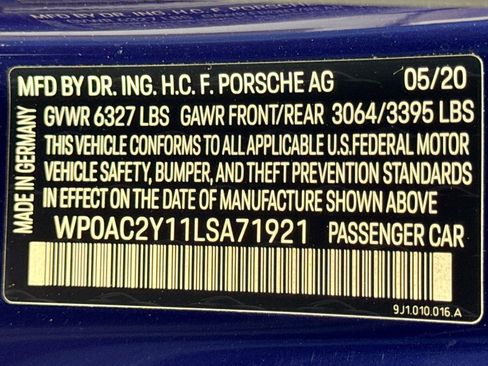 MFD BY DR. ING. H.C. F. PORSCHE AG 05/20
GVWR 6327 LBS GAWR FRONT/REAR 3064/3395 LBS
THIS VEHICLE CONFORMS TO ALL APPLICABLE U.S.FEDERAL MOTOR
VEHICLE SAFETY, BUMPER, AND THEFT PREVENTION STANDARDS
IN EFFECT ON THE DATE OF MANUFACTURE SHOWN ABOVE
WP0AC2Y11LSA71921 PASSENGER CAR
9J1.010.016.A
MADE IN GERMANY